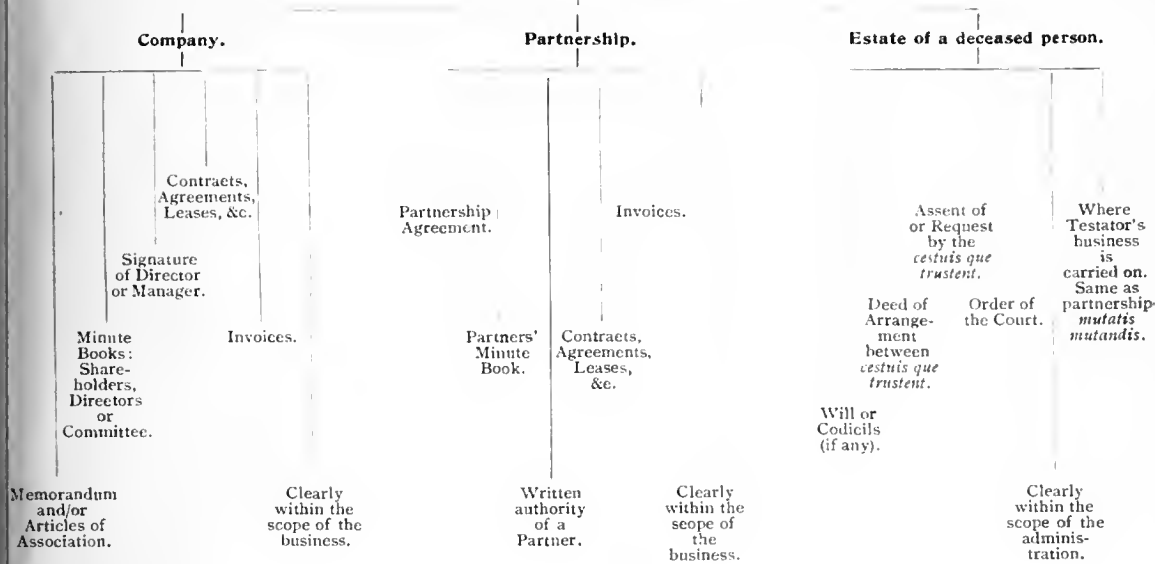 Company.
Partnership.
Estate of a deceased person.
Contracts,
Agreements,
Leases, &c.
Signature
of Director
or Manager.
Minute
Books:
Share-
holders,
Directors
or
Committee.
Invoices.
Memorandum
and/or
Articles of
Association.
Clearly
within the
scope of the
business.
Partnership
Agreement.
Invoices.
Partners'
Minute
Book.
Contracts,
Agreements,
Leases,
&c.
Written
authority
of a
Partner.
Clearly
within the
scope of
the
business.
Assent of
or Request
by the
cestuis que
trustent.
Where
Testator's
business
is
carried on.
Same as
partnership
mutatis
mutandis.
Deed of
Arrange-
ment
between
cestuis que
trustent.
Order of
the Court.
Will or
Codicils
(if any).
Clearly
within the
scope of the
adminis-
tration.